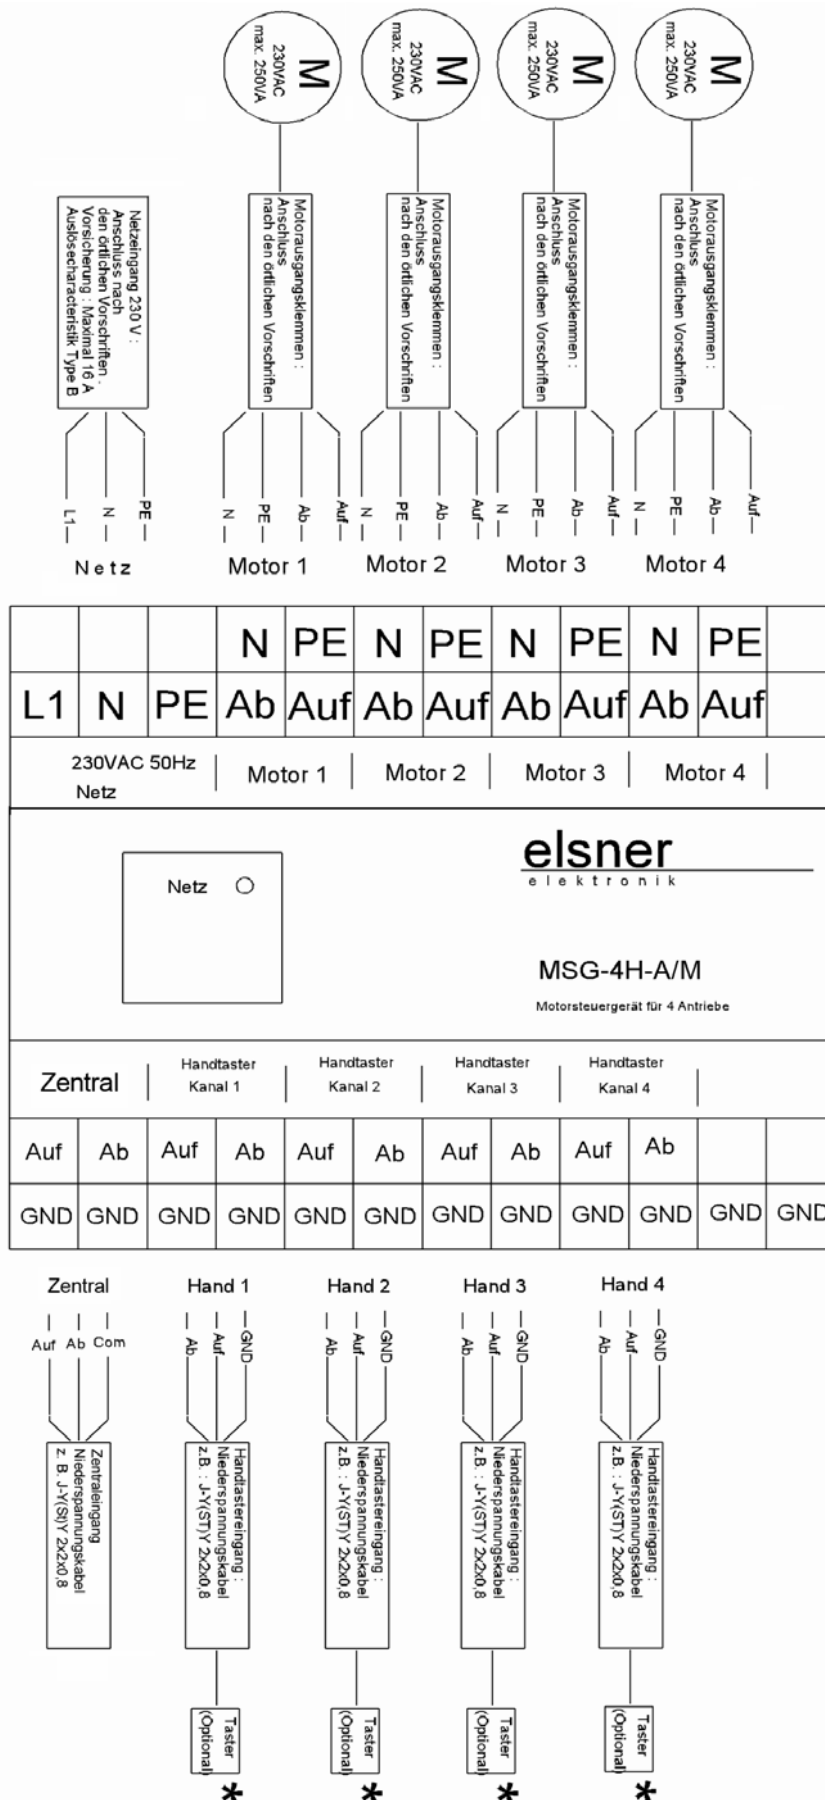 M
230VAC
max. 250VA
M
230VAC
max. 250VA
M
230VAC
max. 250VA
M
230VAC
max. 250VA
Netzeingang 230 V :
Anschluss nach
den örtlichen Vorschriften .
Vorsicherung : Maximal 16 A
Auslösecharacteristik Type B
Motorausgangsklemmen :
Anschluss
nach den örtlichen Vorschriften
Motorausgangsklemmen :
Anschluss
nach den örtlichen Vorschriften
Motorausgangsklemmen :
Anschluss
nach den örtlichen Vorschriften
Motorausgangsklemmen :
Anschluss
nach den örtlichen Vorschriften
L1 N PE N PE Ab Auf N PE Ab Auf N PE Ab Auf N PE Ab Auf
Netz Motor 1 Motor 2 Motor 3 Motor 4
N PE N PE N PE N PE
L1 N PE Ab Auf Ab Auf Ab Auf Ab Auf
230VAC 50Hz
Netz
Motor 1 Motor 2 Motor 3 Motor 4
Netz
elsner
elektronik
MSG-4H-A/M
Motorsteuergerät für 4 Antriebe
Zentral
Handtaster
Kanal 1
Handtaster
Kanal 2
Handtaster
Kanal 3
Handtaster
Kanal 4
Auf Ab Auf Ab Auf Ab Auf Ab Auf Ab
GND GND GND GND GND GND GND GND GND GND GND GND
Zentral Hand 1 Hand 2 Hand 3 Hand 4
Auf Ab Com Ab Auf GND Ab Auf GND Ab Auf GND Ab Auf GND
Zentraleingang
Niederspannungskabel
z. B. J-Y(St)Y 2x2x0,8
Handtastereingang :
Niederspannungskabel
z.B. : J-Y(ST)Y 2x2x0,8
Handtastereingang :
Niederspannungskabel
z.B. : J-Y(ST)Y 2x2x0,8
Handtastereingang :
Niederspannungskabel
z.B. : J-Y(ST)Y 2x2x0,8
Handtastereingang :
Niederspannungskabel
z.B. : J-Y(ST)Y 2x2x0,8
Taster
(Optional)
*
Taster
(Optional)
*
Taster
(Optional)
*
Taster
(Optional)
*